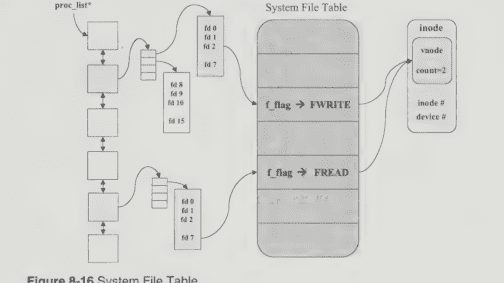 proc_list*
System File Table
fd 0
fd 1
fd 2
fd 7
fd 8
fd 9
fd 10
fd 15
f_flag → FWRITE
f_flag → FREAD
inode
vnode
count=2
inode #
device #
fd 0
fd 1
fd 2
fd 7
Figure 8-16 System File Table